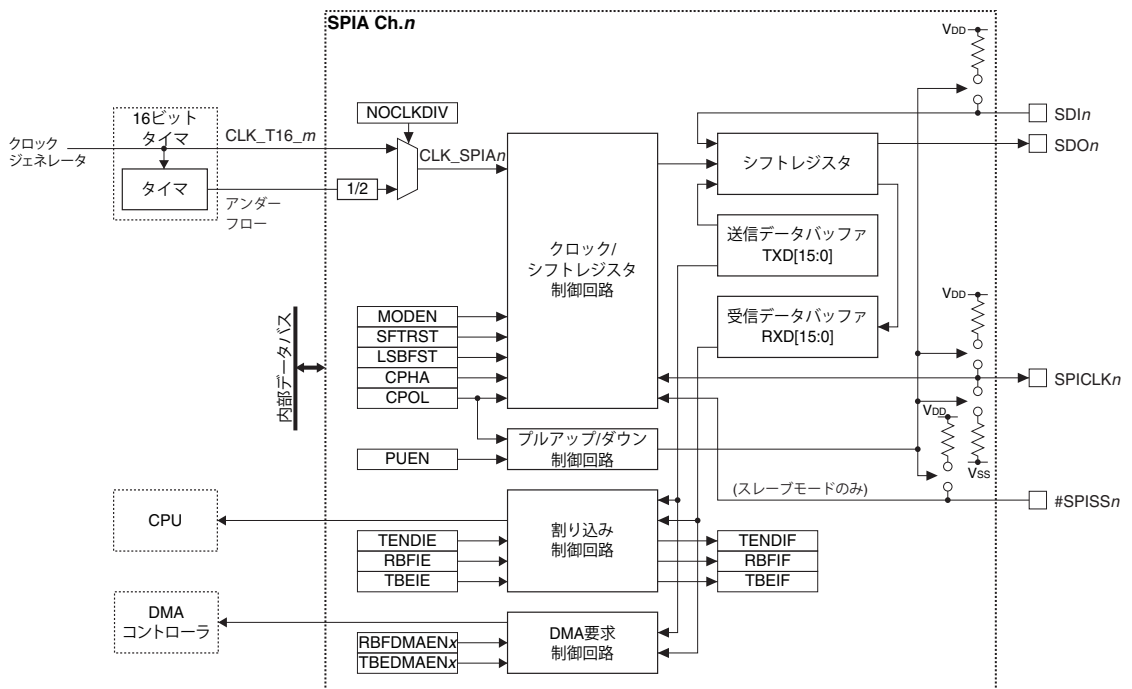 SPIA Ch.n
VDD
16ビット
タイマ
クロック
ジェネレータ
CLK_T16_m
NOCLKDIV
CLK_SPIAn
タイマ
アンダー
フロー
1/2
クロック/
シフトレジスタ
制御回路
シフトレジスタ
SDIn
SDOn
送信データバッファ
TXD[15:0]
受信データバッファ
RXD[15:0]
VDD
内部データバス
MODEN
SFTRST
LSBFST
CPHA
CPOL
SPICLKn
VDD
VSS
PUEN
プルアップ/ダウン
制御回路
(スレーブモードのみ)
#SPISSn
CPU
TENDIE
RBFIE
TBEIE
割り込み
制御回路
TENDIF
RBFIF
TBEIF
DMA
コントローラ
RBFDMAENx
TBEDMAENx
DMA要求
制御回路